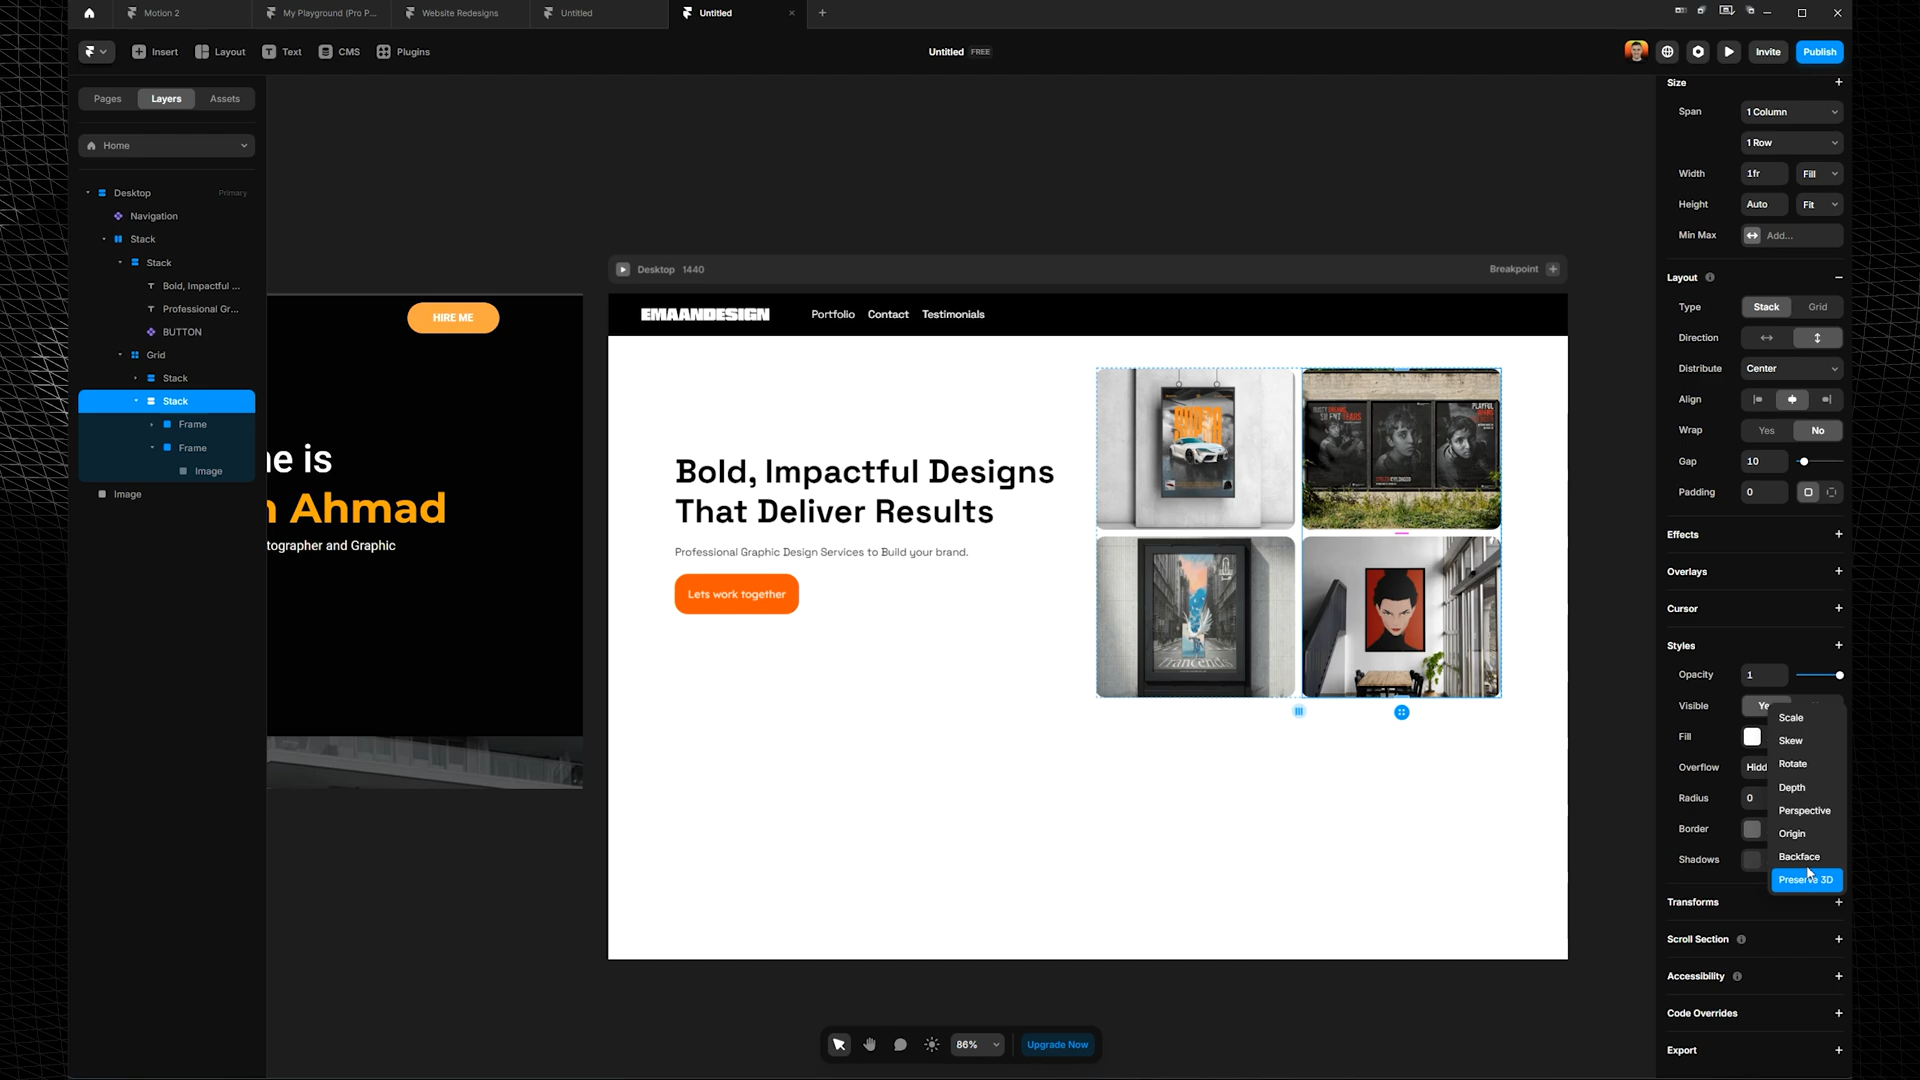 Motion 2
My Playground (Pro P...
Website Redesigns
Untitled
Untitled
Insert
Layout
Text
CMS
Plugins
Untitled FREE
Invite
Publish
Pages
Layers
Assets
Home
Desktop Primary
Navigation
Stack
Stack
Bold, Impactful ...
Professional Gr...
BUTTON
Grid
Stack
Stack
Frame
Frame
Image
Image
HIRE ME
e is
Ahmad
tographer and Graphic
Desktop 1440
Breakpoint
EMAANDESIGN
Portfolio
Contact
Testimonials
Bold, Impactful Designs
That Deliver Results
Professional Graphic Design Services to Build your brand.
Lets work together
SILENT FEARS
PLAYFUL
Trancends
86%
Upgrade Now
Size
Span 1 Column
1 Row
Width 1fr Fill
Height Auto Fit
Min Max Add...
Layout
Type Stack Grid
Direction
Distribute Center
Align
Wrap Yes No
Gap 10
Padding 0
Effects
Overlays
Cursor
Styles
Opacity 1
Visible Ye
Fill
Overflow Hidd
Radius 0
Border
Shadows
Scale
Skew
Rotate
Depth
Perspective
Origin
Backface
Preserve 3D
Transforms
Scroll Section
Accessibility
Code Overrides
Export